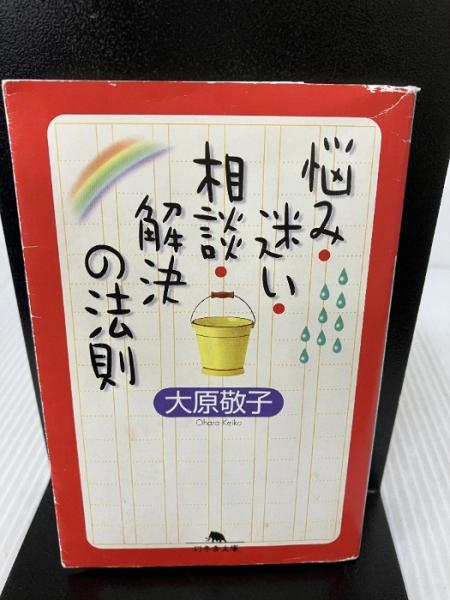 悩み・
迷い・
相談・
解決
の法則
大原敬子
Ohara Keiko
幻冬舎文庫